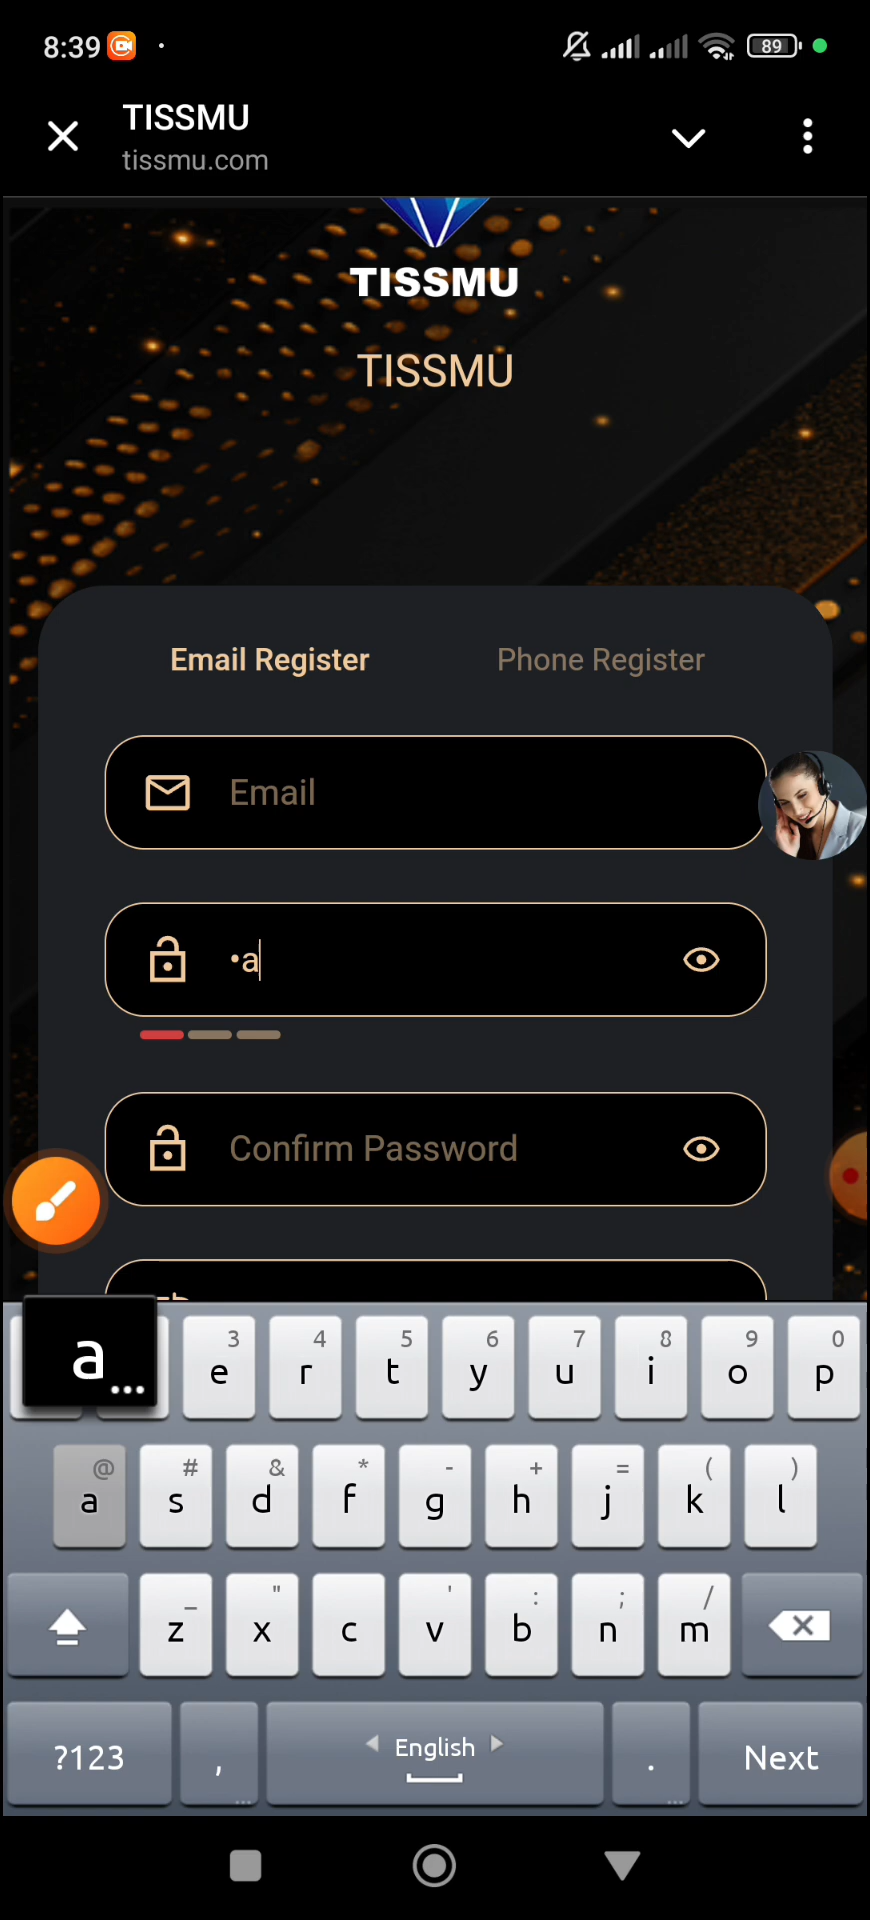 8:39
89
TISSMU
tissmu.com
TISSMU
TISSMU
Email Register Phone Register
Email
•a
Confirm Password
a...
3 4 5 6 7 8 9 0
e r t y u i o p
@ # & * - + = ( )
a s d f g h j k l
_ " ' : ; /
z x c v b n m
?123 , English . Next